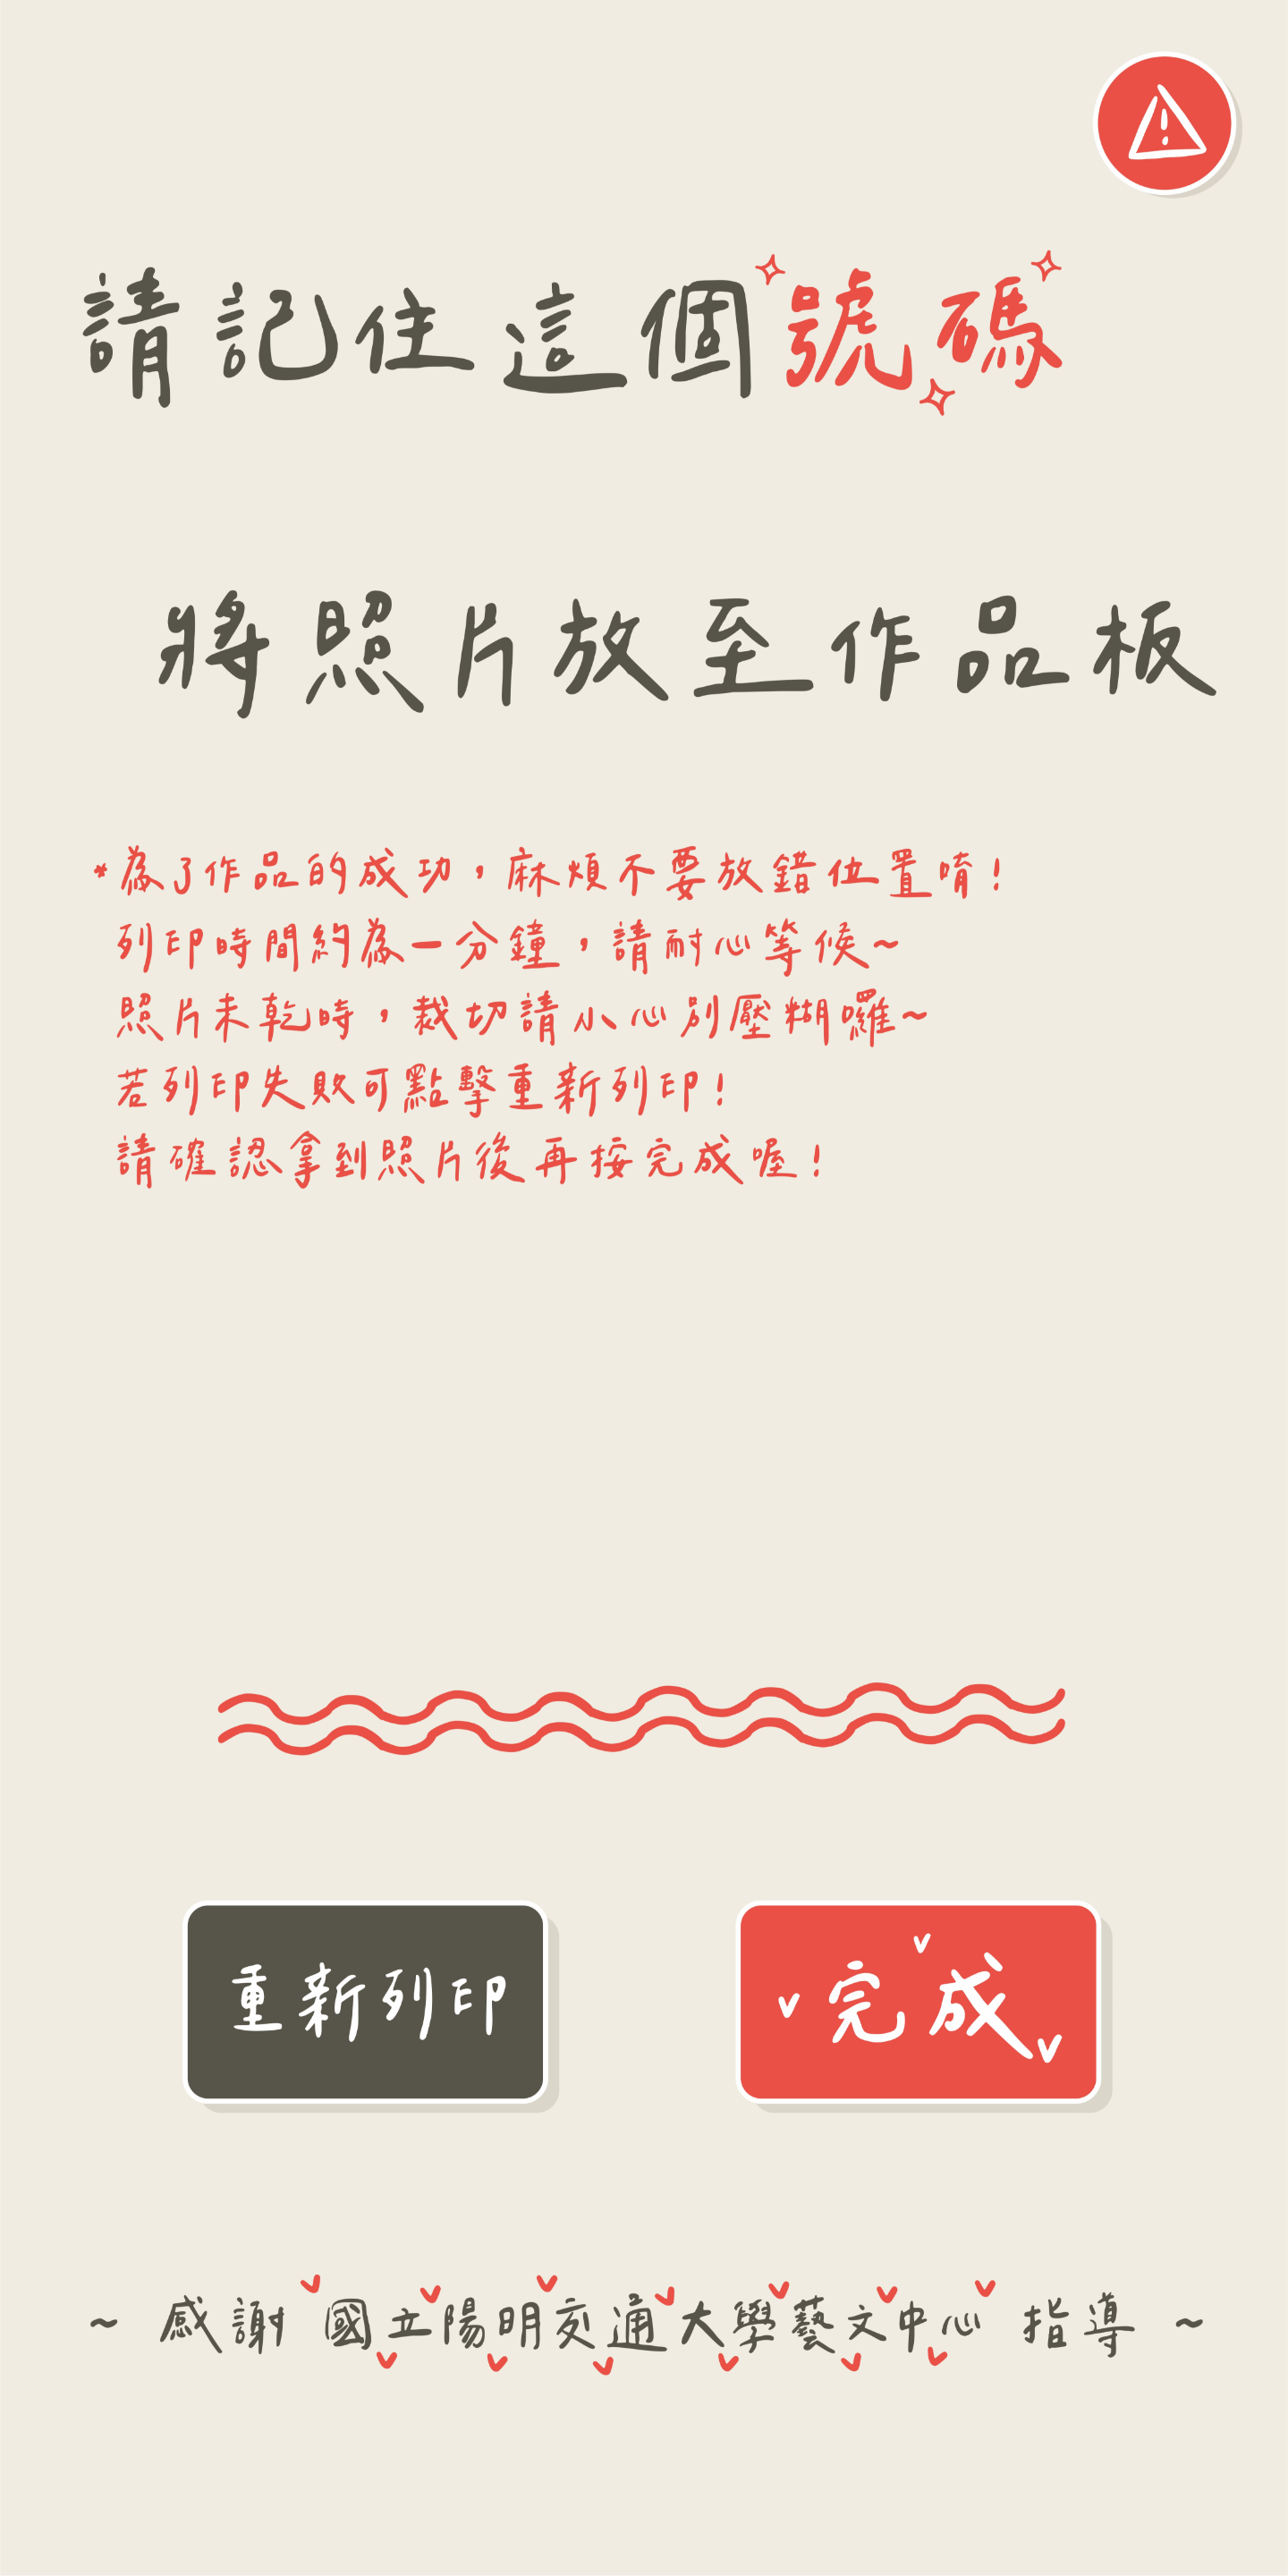 請記住這個號碼
將照片放至作品板
*為了作品的成功，麻煩不要放錯位置唷！
列印時間約為一分鐘，請耐心等候~
照片未乾時，裁切請小心別壓糊囉~
若列印失敗可點擊重新列印！
請確認拿到照片後再按完成喔！
重新列印
完成
~ 感謝 國立陽明交通大學藝文中心 指導 ~